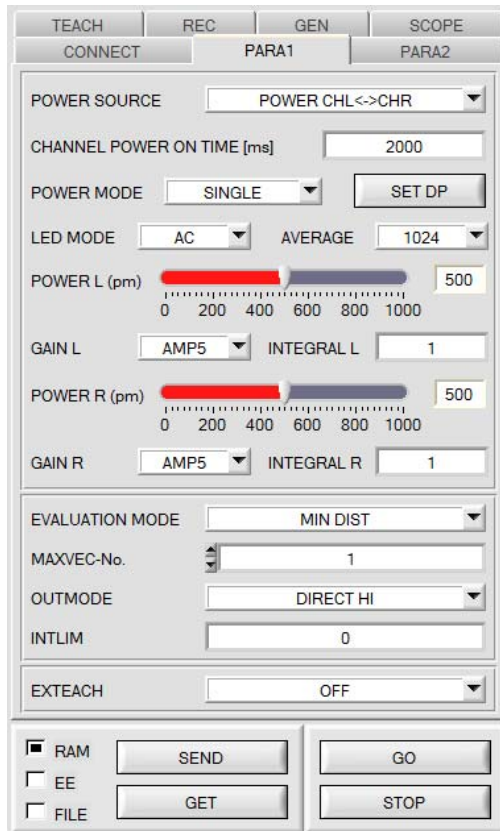 TEACH REC GEN SCOPE
CONNECT PARA1 PARA2
POWER SOURCE POWER CHL<->CHR
CHANNEL POWER ON TIME [ms] 2000
POWER MODE SINGLE SET DP
LED MODE AC AVERAGE 1024
POWER L (pm) 500
0 200 400 600 800 1000
GAIN L AMP5 INTEGRAL L 1
POWER R (pm) 500
0 200 400 600 800 1000
GAIN R AMP5 INTEGRAL R 1
EVALUATION MODE MIN DIST
MAXVEC-No. 1
OUTMODE DIRECT HI
INTLIM 0
EXTEACH OFF
RAM SEND GO
EE
FILE GET STOP